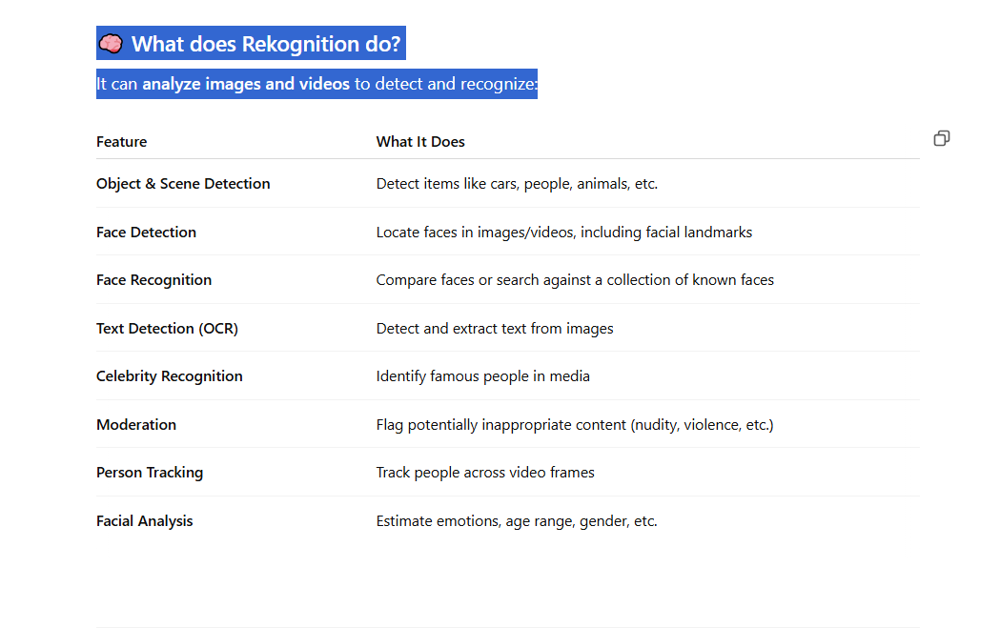 🧠 What does Rekognition do?
It can analyze images and videos to detect and recognize:
Feature What It Does
Object & Scene Detection Detect items like cars, people, animals, etc.
Face Detection Locate faces in images/videos, including facial landmarks
Face Recognition Compare faces or search against a collection of known faces
Text Detection (OCR) Detect and extract text from images
Celebrity Recognition Identify famous people in media
Moderation Flag potentially inappropriate content (nudity, violence, etc.)
Person Tracking Track people across video frames
Facial Analysis Estimate emotions, age range, gender, etc.